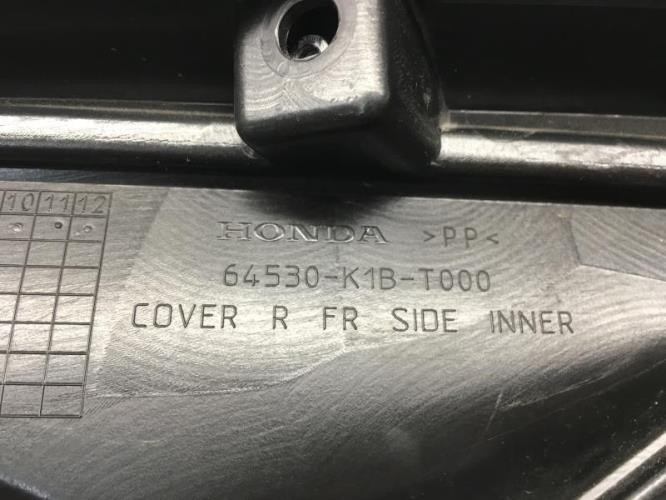 10 11 12
HONDA >PP<
64530-K1B-T000
COVER R FR SIDE INNER